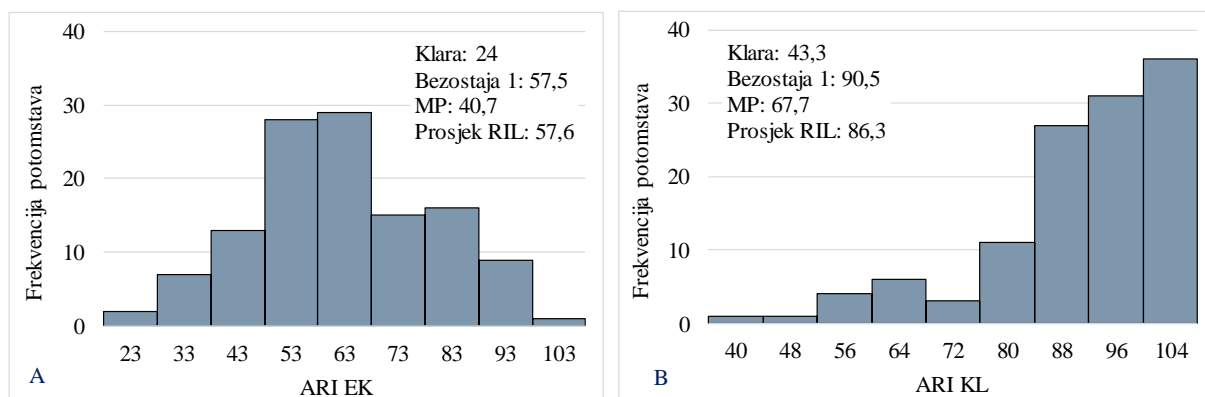 40
30
20
10
0
Frekvencija potomstava
Klara: 24
Bezostaja 1: 57,5
MP: 40,7
Prosjek RIL: 57,6
23 33 43 53 63 73 83 93 103
A
ARI EK
40
30
20
10
0
Frekvencija potomstava
Klara: 43,3
Bezostaja 1: 90,5
MP: 67,7
Prosjek RIL: 86,3
40 48 56 64 72 80 88 96 104
B
ARI KL